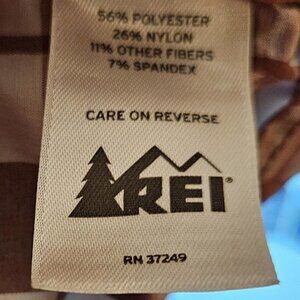 56% POLYESTER
26% NYLON
11% OTHER FIBERS
7% SPANDEX
CARE ON REVERSE
REI®
RN 37249